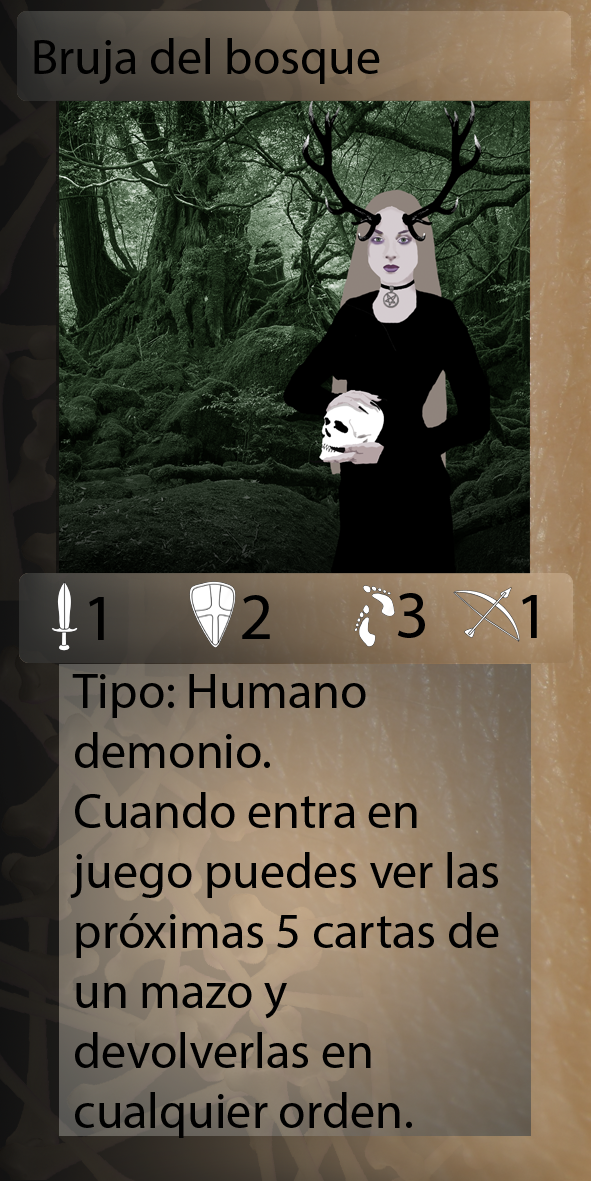 Bruja del bosque
1 2 3 1
Tipo: Humano
demonio.
Cuando entra en
juego puedes ver las
próximas 5 cartas de
un mazo y
devolverlas en
cualquier orden.